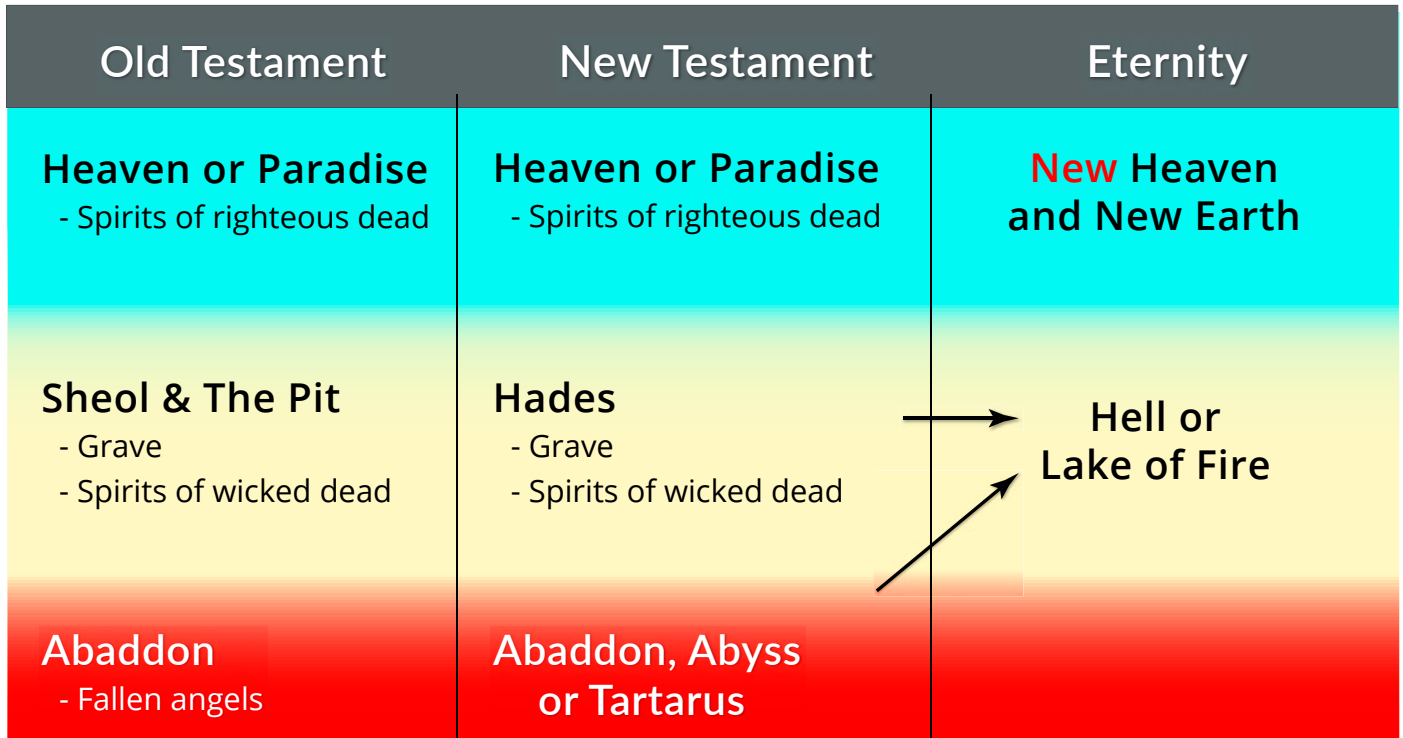 Old Testament
New Testament
Eternity
Heaven or Paradise
- Spirits of righteous dead
Heaven or Paradise
- Spirits of righteous dead
New Heaven
and New Earth
Sheol & The Pit
- Grave
- Spirits of wicked dead
Hades
- Grave
- Spirits of wicked dead
Hell or
Lake of Fire
Abaddon
- Fallen angels
Abaddon, Abyss
or Tartarus